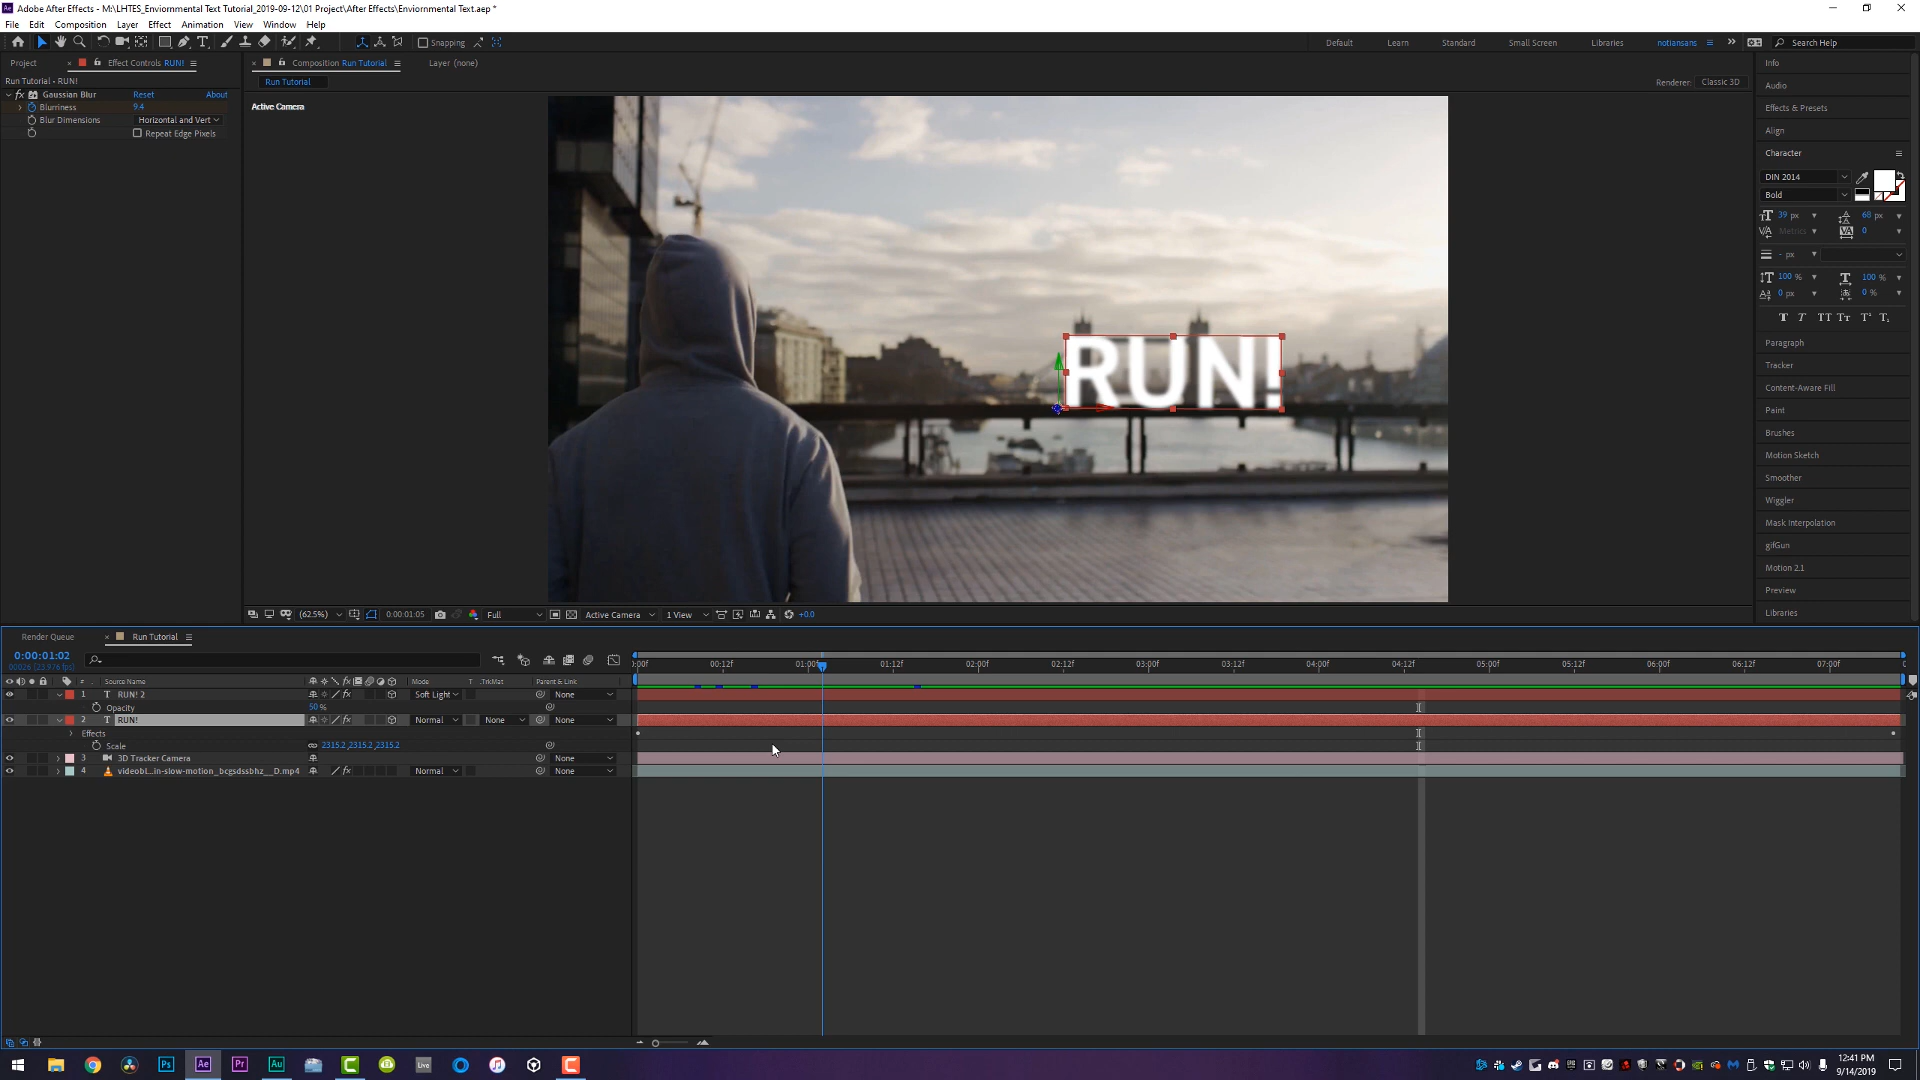 Adobe After Effects - M:\LHTES_Enviornmental Text Tutorial_2019-09-12\01 Project\After Effects\Enviornmental Text.aep *
File Edit Composition Layer Effect Animation View Window Help
Snapping
Default Learn Standard Small Screen Libraries notiansans
Search Help
Project
Effect Controls RUN!
Composition Run Tutorial
Layer (none)
Run Tutorial • RUN!
Run Tutorial
Renderer: Classic 3D
fx Gaussian Blur Reset About
Blurriness 9.4
Blur Dimensions Horizontal and Vert
Repeat Edge Pixels
Active Camera
RUN!
Info
Audio
Effects & Presets
Align
Character
DIN 2014
Bold
39 px 68 px
Metrics 0
- px
100 % 100 %
0 px 0 %
Paragraph
Tracker
Content-Aware Fill
Paint
Brushes
Motion Sketch
Smoother
Wiggler
Mask Interpolation
gifGun
Motion 2.1
Preview
Libraries
(62.5%) 0:00:01:05 Full Active Camera 1 View +0.0
Render Queue
Run Tutorial
0:00:01:02
00026 (23.976 fps)
:00f 00:12f 01:00f 01:12f 02:00f 02:12f 03:00f 03:12f 04:00f 04:12f 05:00f 05:12f 06:00f 06:12f 07:00f
# Source Name Mode T .TrkMat Parent & Link
1 T RUN! 2 Soft Light None
Opacity 50 %
2 T RUN! Normal None None
Effects
Scale 2315.2,2315.2,2315.2
3 3D Tracker Camera None
4 videobl...in-slow-motion_bcgsdssbhz__D.mp4 Normal None
Ps Ae Pr Au Live
12:41 PM
9/14/2019